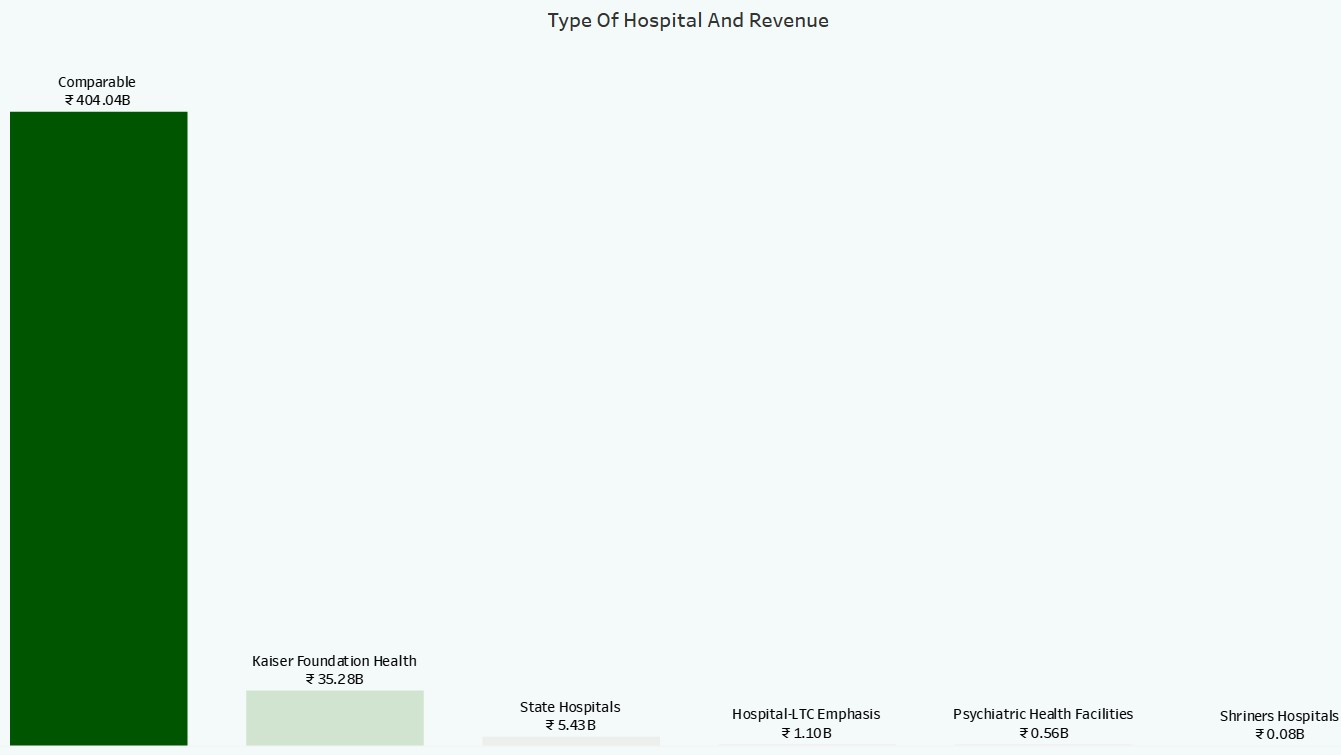 Type Of Hospital And Revenue
Comparable
₹ 404.04B
Kaiser Foundation Health
₹ 35.28B
State Hospitals
₹ 5.43B
Hospital-LTC Emphasis
₹ 1.10B
Psychiatric Health Facilities
₹ 0.56B
Shriners Hospitals
₹ 0.08B